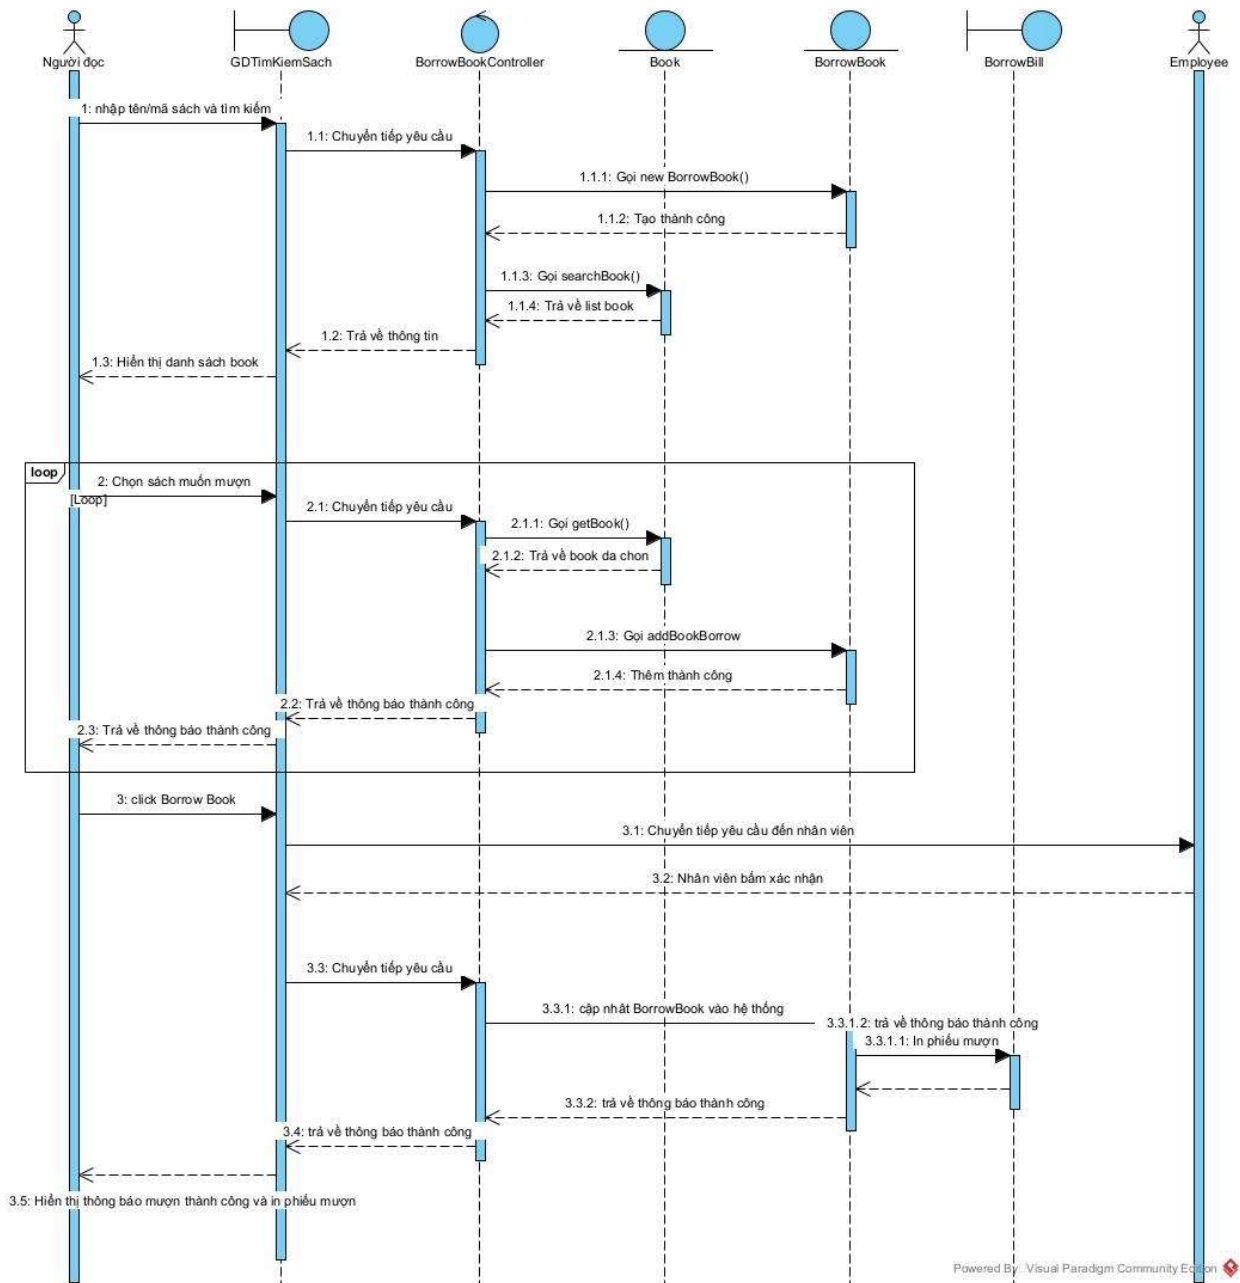 Người đọc
GDTimKiemSach
BorrowBookController
Book
BorrowBook
BorrowBill
Employee
1: nhập tên/mã sách và tìm kiếm
1.1: Chuyển tiếp yêu cầu
1.1.1: Gọi new BorrowBook()
1.1.2: Tạo thành công
1.1.3: Gọi searchBook()
1.1.4: Trả về list book
1.2: Trả về thông tin
1.3: Hiển thị danh sách book
loop
2: Chọn sách muốn mượn
[Loop]
2.1: Chuyển tiếp yêu cầu
2.1.1: Gọi getBook()
2.1.2: Trả về book da chon
2.1.3: Gọi addBookBorrow
2.1.4: Thêm thành công
2.2: Trả về thông báo thành công
2.3: Trả về thông báo thành công
3: click Borrow Book
3.1: Chuyển tiếp yêu cầu đến nhân viên
3.2: Nhân viên bấm xác nhận
3.3: Chuyển tiếp yêu cầu
3.3.1: cập nhât BorrowBook vào hệ thống
3.3.1.2: trả về thông báo thành công
3.3.1.1: In phiếu mượn
3.3.2: trả về thông báo thành công
3.4: trả về thông báo thành công
3.5: Hiển thị thông báo mượn thành công và in phiếu mượn
Powered By Visual Paradigm Community Edition